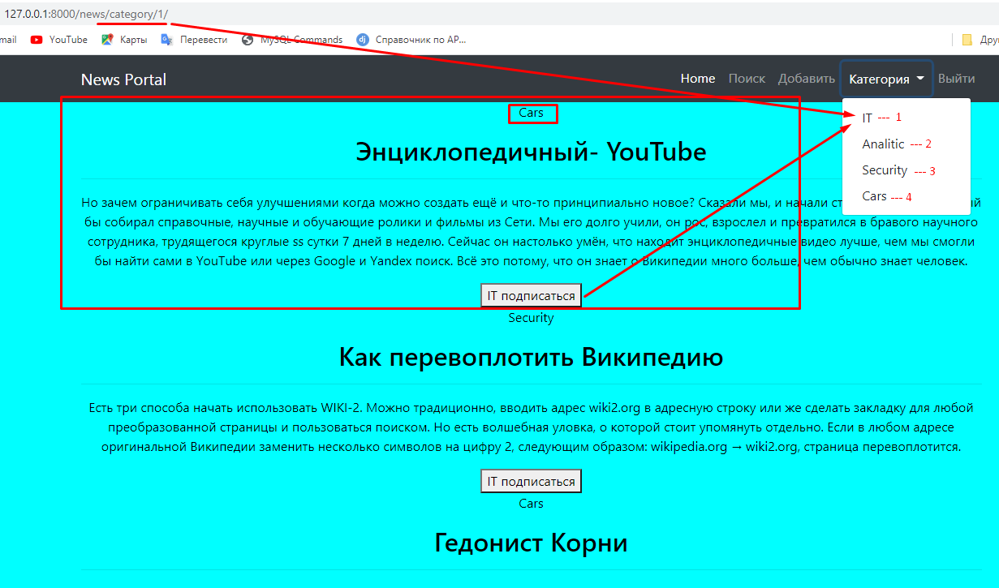 127.0.0.1:8000/news/category/1/
mail YouTube Карты Перевести MySQL Commands Справочник по AP... Дру
News Portal Home Поиск Добавить Категория Выйти
IT --- 1
Analitic --- 2
Security --- 3
Cars --- 4
Cars
Энциклопедичный- YouTube
Но зачем ограничивать себя улучшениями когда можно создать ещё и что-то принципиально новое? Сказали мы, и начали ст ый
бы собирал справочные, научные и обучающие ролики и фильмы из Сети. Мы его долго учили, он рос, взрослел и превратился в бравого научного
сотрудника, трудящегося круглые ss сутки 7 дней в неделю. Сейчас он настолько умён, что находит энциклопедичные видео лучше, чем мы смогли
бы найти сами в YouTube или через Google и Yandex поиск. Всё это потому, что он знает о Википедии много больше, чем обычно знает человек.
IT подписаться
Security
Как перевоплотить Википедию
Есть три способа начать использовать WIKI-2. Можно традиционно, вводить адрес wiki2.org в адресную строку или же сделать закладку для любой
преобразованной страницы и пользоваться поиском. Но есть волшебная уловка, о которой стоит упомянуть отдельно. Если в любом адресе
оригинальной Википедии заменить несколько символов на цифру 2, следующим образом: wikipedia.org → wiki2.org, страница перевоплотится.
IT подписаться
Cars
Гедонист Корни